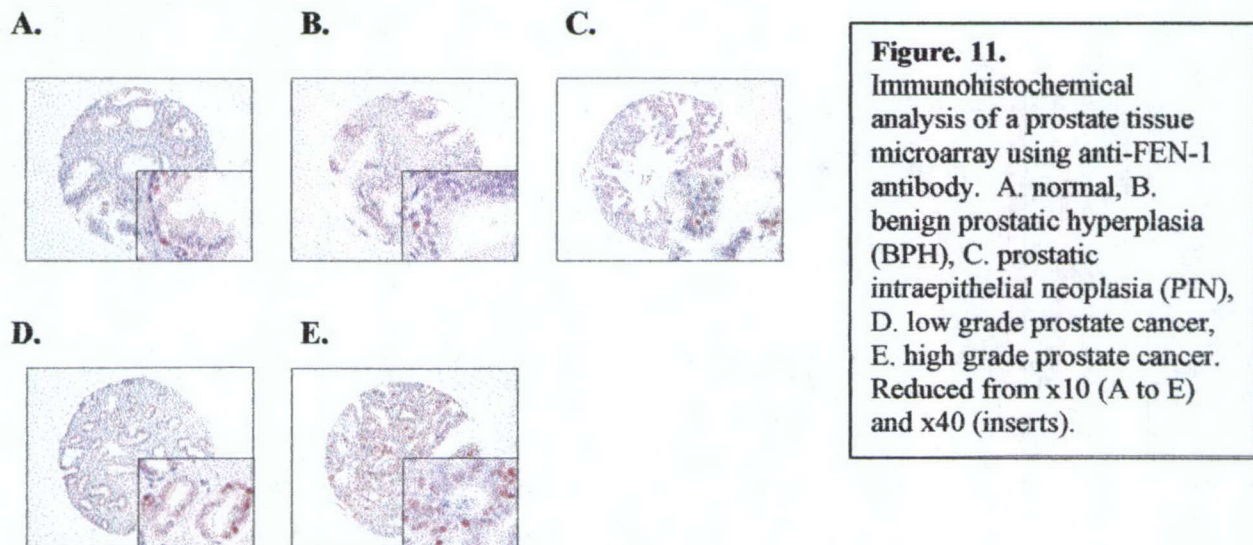 A.
B.
C.
Figure. 11.
Immunohistochemical
analysis of a prostate tissue
microarray using anti-FEN-1
antibody. A. normal, B.
benign prostatic hyperplasia
(BPH), C. prostatic
intraepithelial neoplasia (PIN),
D. low grade prostate cancer,
E. high grade prostate cancer.
Reduced from x10 (A to E)
and x40 (inserts).
D.
E.